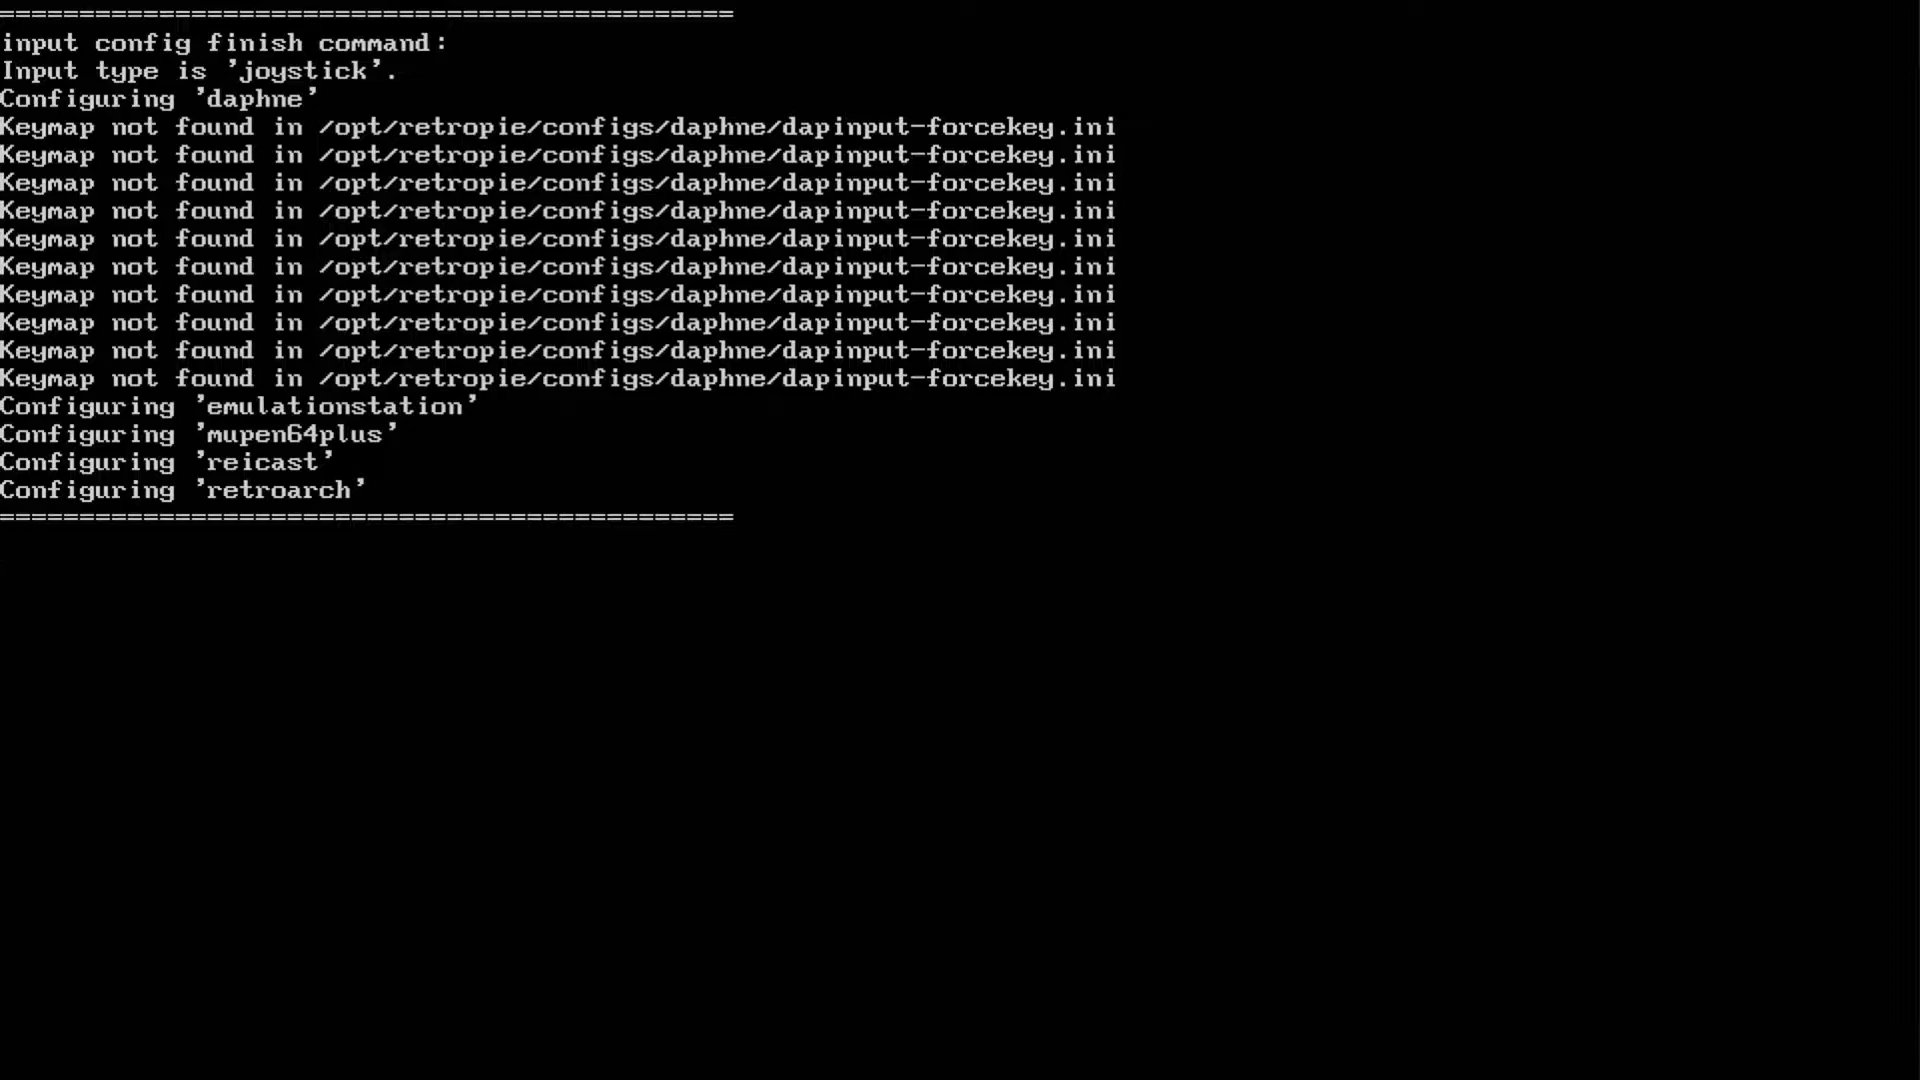 ==============================================
input config finish command:
Input type is 'joystick'.
Configuring 'daphne'
Keymap not found in /opt/retropie/configs/daphne/dapinput-forcekey.ini
Keymap not found in /opt/retropie/configs/daphne/dapinput-forcekey.ini
Keymap not found in /opt/retropie/configs/daphne/dapinput-forcekey.ini
Keymap not found in /opt/retropie/configs/daphne/dapinput-forcekey.ini
Keymap not found in /opt/retropie/configs/daphne/dapinput-forcekey.ini
Keymap not found in /opt/retropie/configs/daphne/dapinput-forcekey.ini
Keymap not found in /opt/retropie/configs/daphne/dapinput-forcekey.ini
Keymap not found in /opt/retropie/configs/daphne/dapinput-forcekey.ini
Keymap not found in /opt/retropie/configs/daphne/dapinput-forcekey.ini
Keymap not found in /opt/retropie/configs/daphne/dapinput-forcekey.ini
Configuring 'emulationstation'
Configuring 'mupen64plus'
Configuring 'reicast'
Configuring 'retroarch'
==============================================